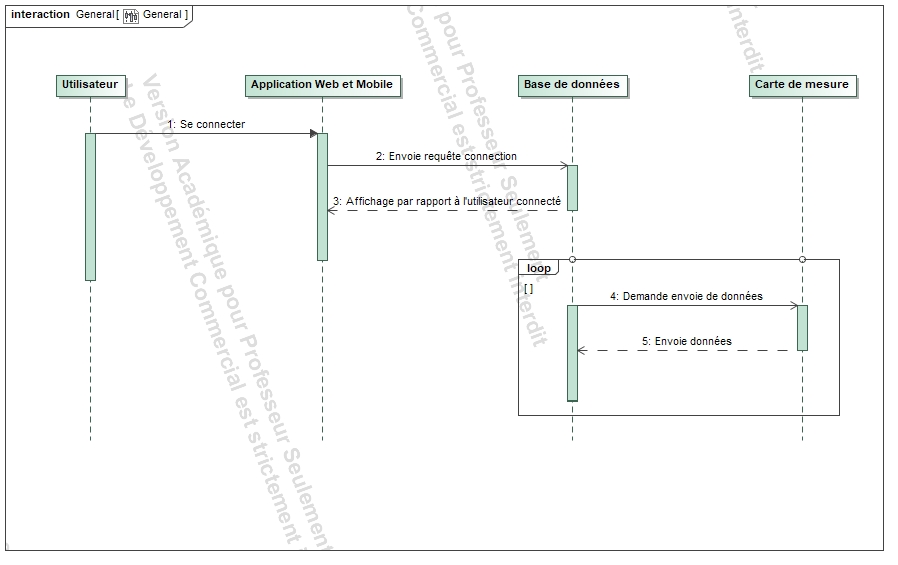 interaction General[ General ]
Utilisateur
Application Web et Mobile
Base de données
Carte de mesure
1: Se connecter
2: Envoie requête connection
3: Affichage par rapport à l'utilisateur connecté
loop
[ ]
4: Demande envoie de données
5: Envoie données
Version Académique pour Professeur Seulement
le Développement Commercial est strictement
pour Professeur Seulement
Commercial est strictement Interdit
Interdit